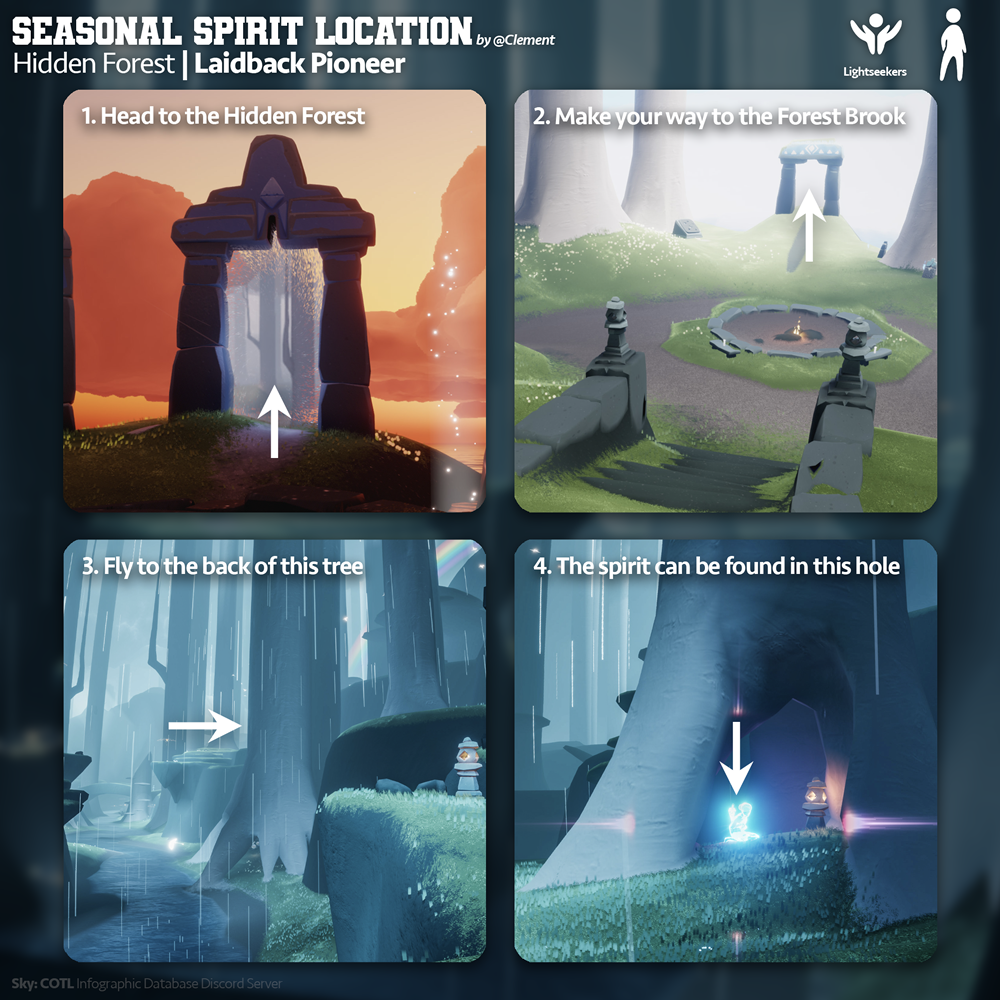 SEASONAL SPIRIT LOCATION by @Clement
Hidden Forest | Laidback Pioneer
Lightseekers
1. Head to the Hidden Forest
2. Make your way to the Forest Brook
3. Fly to the back of this tree
4. The spirit can be found in this hole
Sky: COTL Infographic Database Discord Server